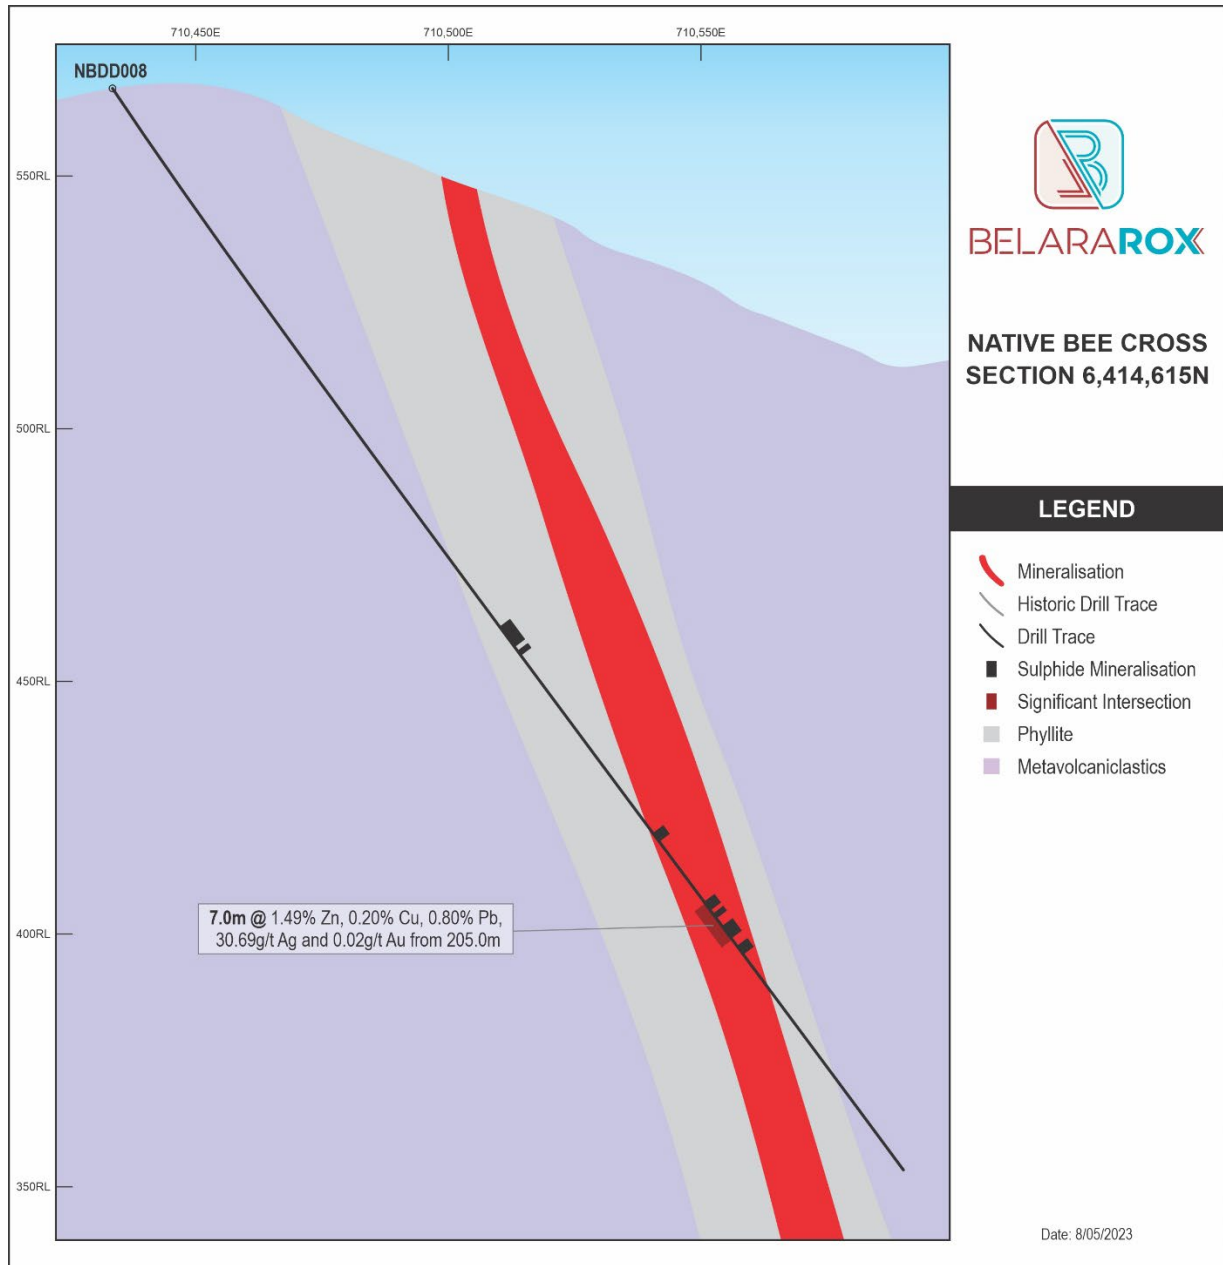 710,450E
710,500E
710,550E
NBDD008
550RL
500RL
450RL
400RL
350RL
7.0m @ 1.49% Zn, 0.20% Cu, 0.80% Pb,
30.69g/t Ag and 0.02g/t Au from 205.0m
BELARAROX
NATIVE BEE CROSS
SECTION 6,414,615N
LEGEND
Mineralisation
Historic Drill Trace
Drill Trace
Sulphide Mineralisation
Significant Intersection
Phyllite
Metavolcaniclastics
Date: 8/05/2023